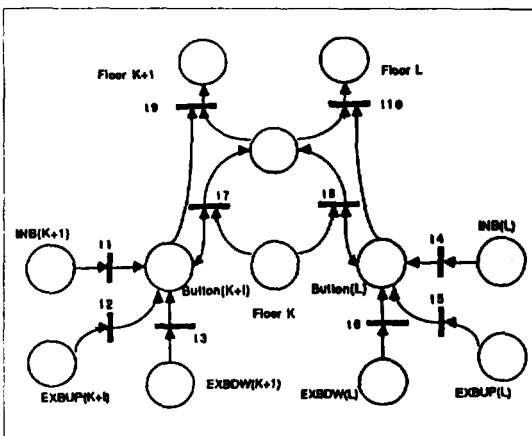 Floor K+1
Floor L
t9
t10
t7
t8
INB(K+1)
t1
t4
INB(L)
Button(K+1)
Button(L)
t2
Floor K
t5
t3
t6
EXBUP(K+1)
EXBDW(K+1)
EXBDW(L)
EXBUP(L)